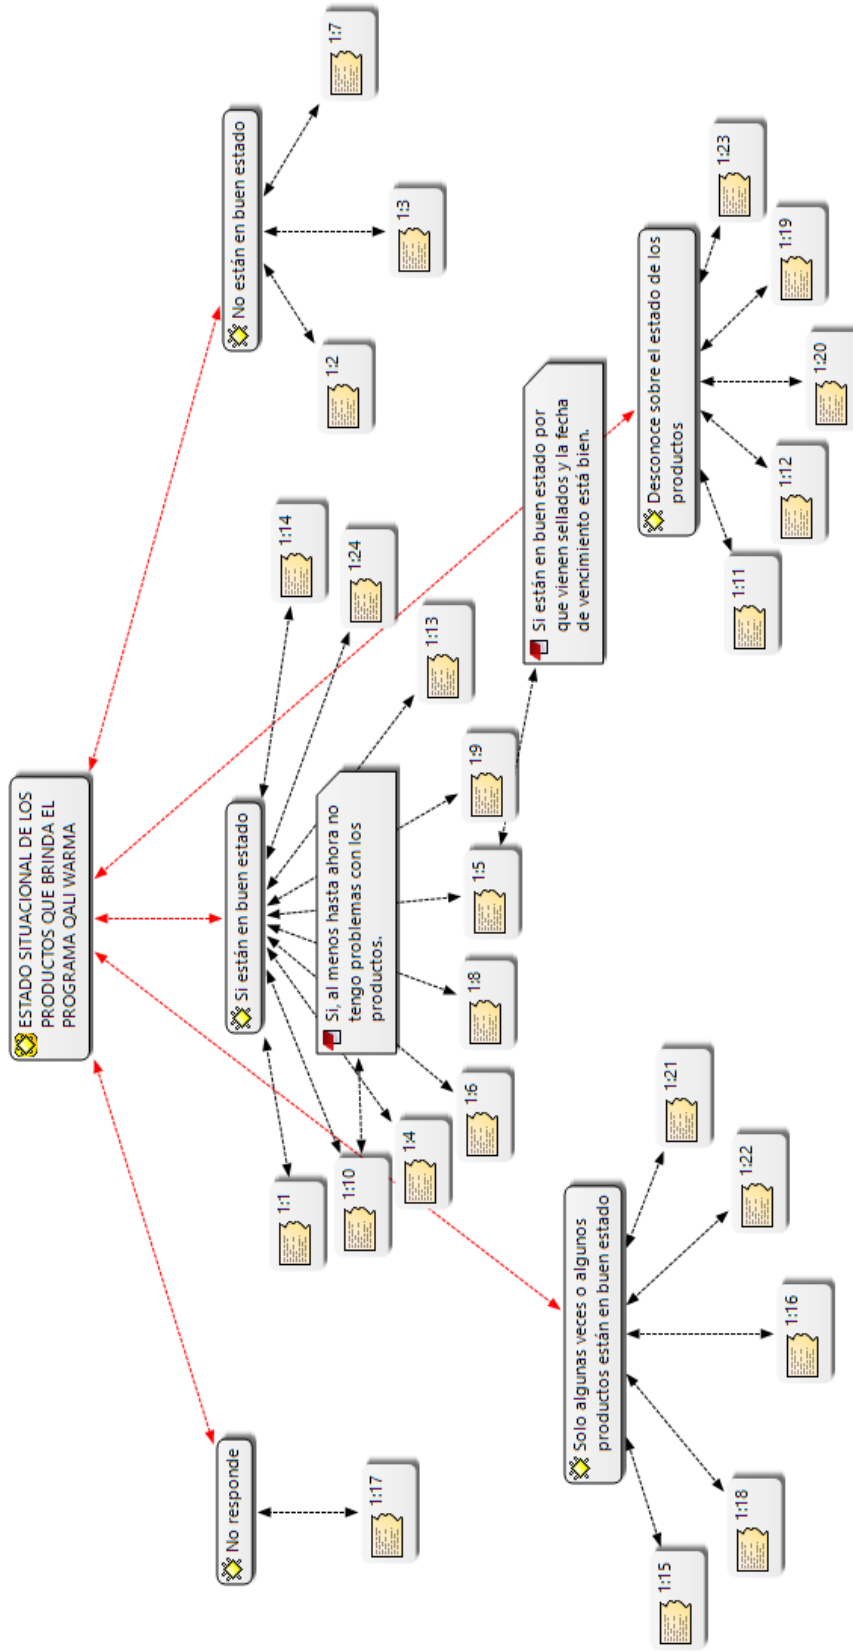 ESTADO SITUACIONAL DE LOS
PRODUCTOS QUE BRINDA EL
PROGRAMA QALI WARMA
No responde
1:17
Si están en buen estado
1:1
1:10
1:4
1:6
1:8
1:5
1:9
1:13
1:24
1:14
Si, al menos hasta ahora no
tengo problemas con los
productos.
No están en buen estado
1:2
1:3
1:7
Solo algunas veces o algunos
productos están en buen estado
1:15
1:18
1:16
1:22
1:21
Si están en buen estado por
que vienen sellados y la fecha
de vencimiento está bien.
Desconoce sobre el estado de los
productos
1:11
1:12
1:20
1:19
1:23